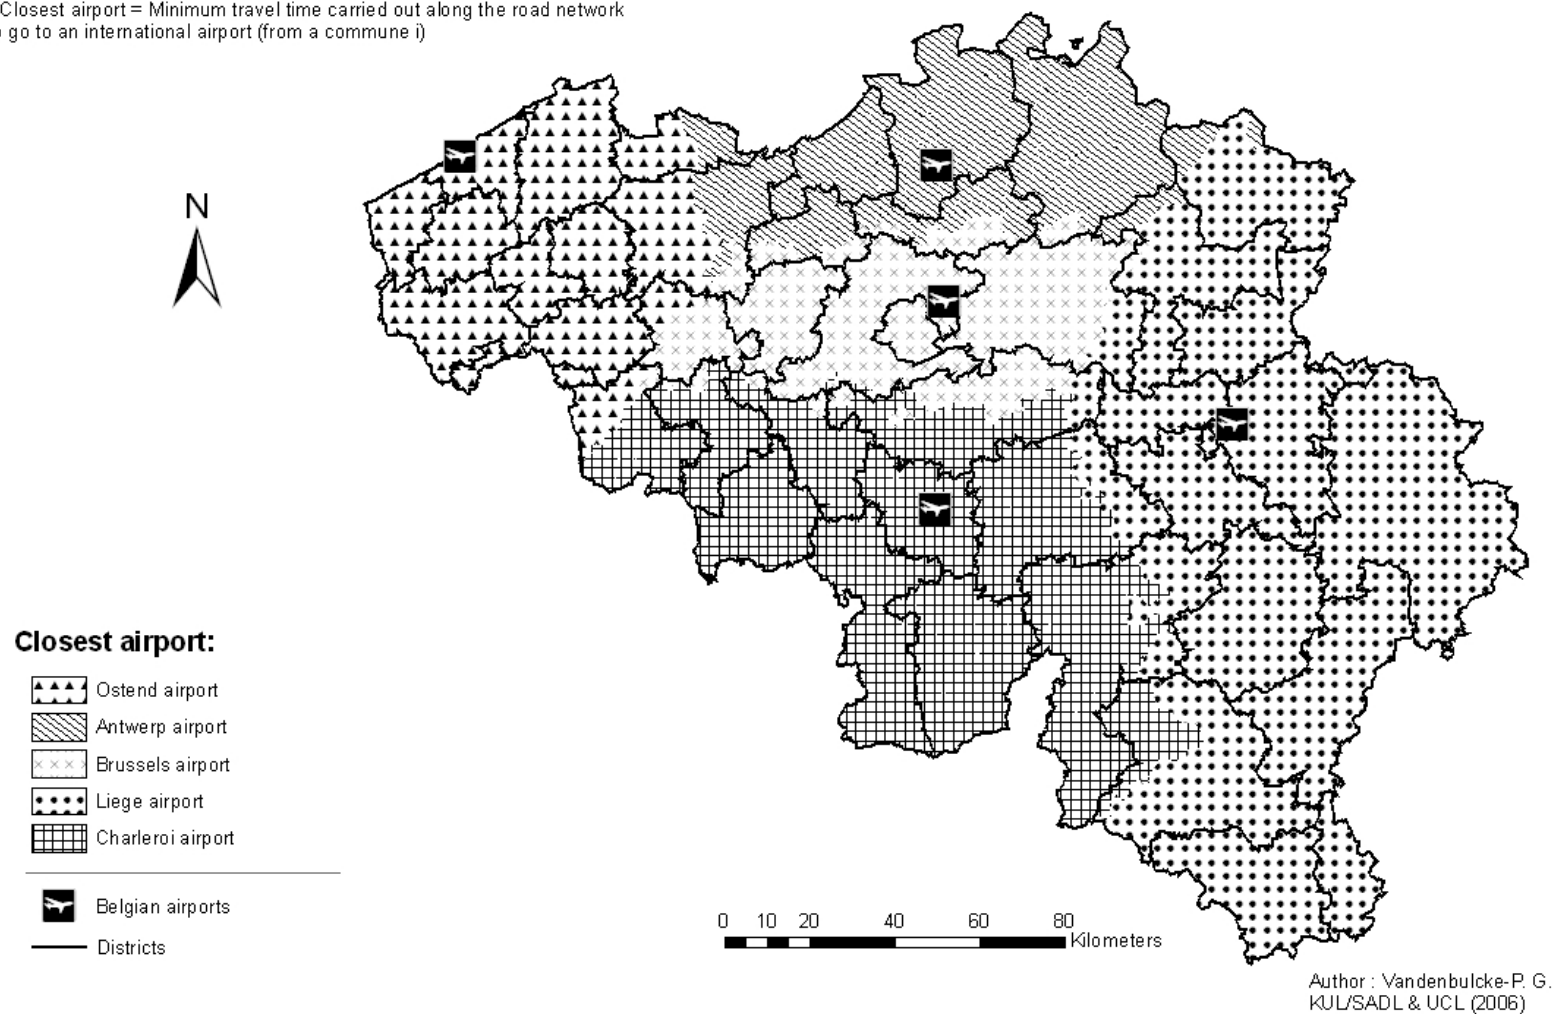 Closest airport = Minimum travel time carried out along the road network
go to an international airport (from a commune i)
N
Closest airport:
Ostend airport
Antwerp airport
Brussels airport
Liege airport
Charleroi airport
Belgian airports
Districts
0 10 20 40 60 80
Kilometers
Author : Vandenbulcke-P. G.
KUL/SADL & UCL (2006)